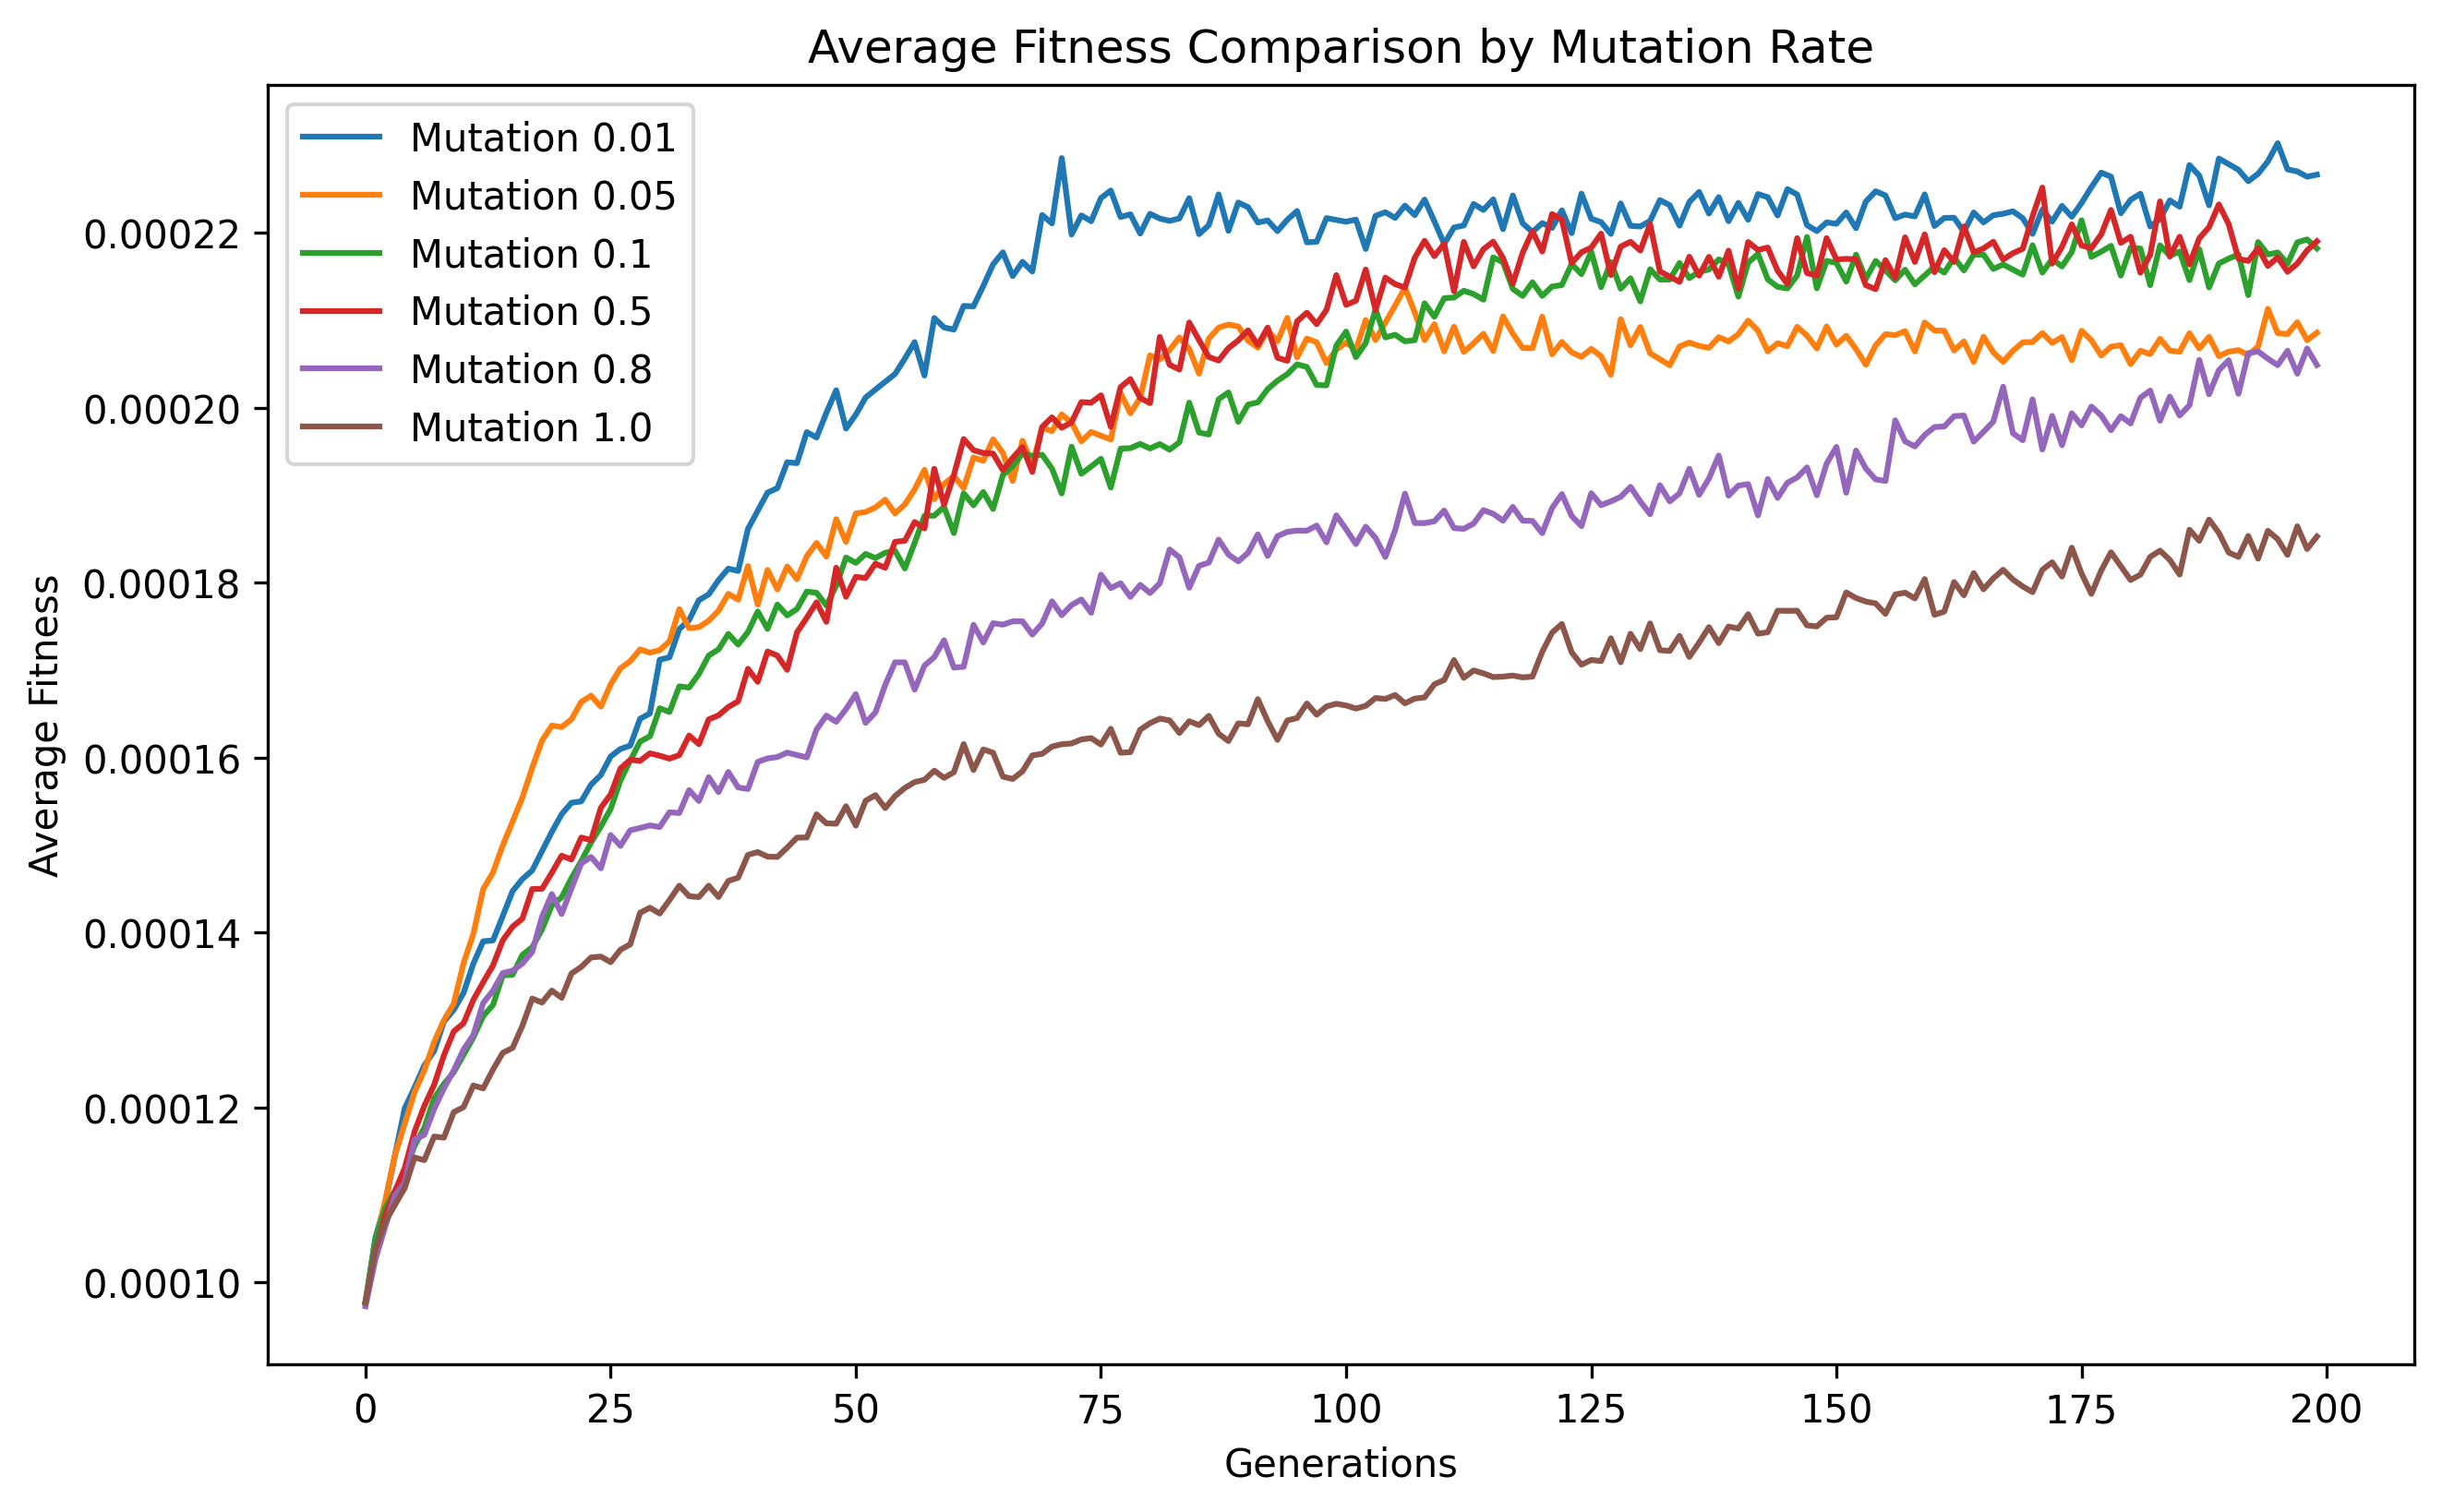 Average Fitness Comparison by Mutation Rate
Mutation 0.01
Mutation 0.05
Mutation 0.1
Mutation 0.5
Mutation 0.8
Mutation 1.0
Average Fitness
0.00022
0.00020
0.00018
0.00016
0.00014
0.00012
0.00010
0 25 50 75 100 125 150 175 200
Generations